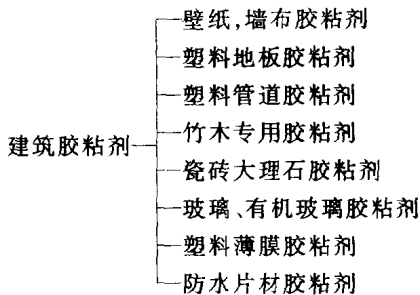 建筑胶粘剂
壁纸,墙布胶粘剂
塑料地板胶粘剂
塑料管道胶粘剂
竹木专用胶粘剂
瓷砖大理石胶粘剂
玻璃、有机玻璃胶粘剂
塑料薄膜胶粘剂
防水片材胶粘剂